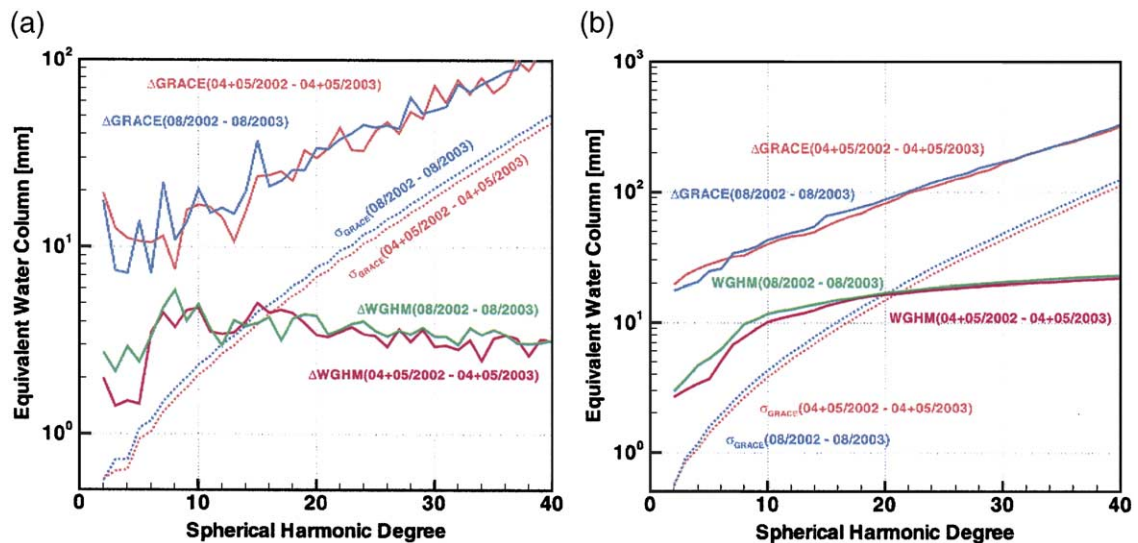 (a)
10²
ΔGRACE(04+05/2002 - 04+05/2003)
ΔGRACE(08/2002 - 08/2003)
σGRACE(08/2002 - 08/2003)
σGRACE(04+05/2002 - 04+05/2003)
10¹
ΔWGHM(08/2002 - 08/2003)
ΔWGHM(04+05/2002 - 04+05/2003)
10⁰
Equivalent Water Column [mm]
0 10 20 30 40
Spherical Harmonic Degree
(b)
10³
ΔGRACE(04+05/2002 - 04+05/2003)
10²
ΔGRACE(08/2002 - 08/2003)
WGHM(08/2002 - 08/2003)
10¹
WGHM(04+05/2002 - 04+05/2003)
σGRACE(04+05/2002 - 04+05/2003)
σGRACE(08/2002 - 08/2003)
10⁰
Equivalent Water Column [mm]
0 10 20 30 40
Spherical Harmonic Degree